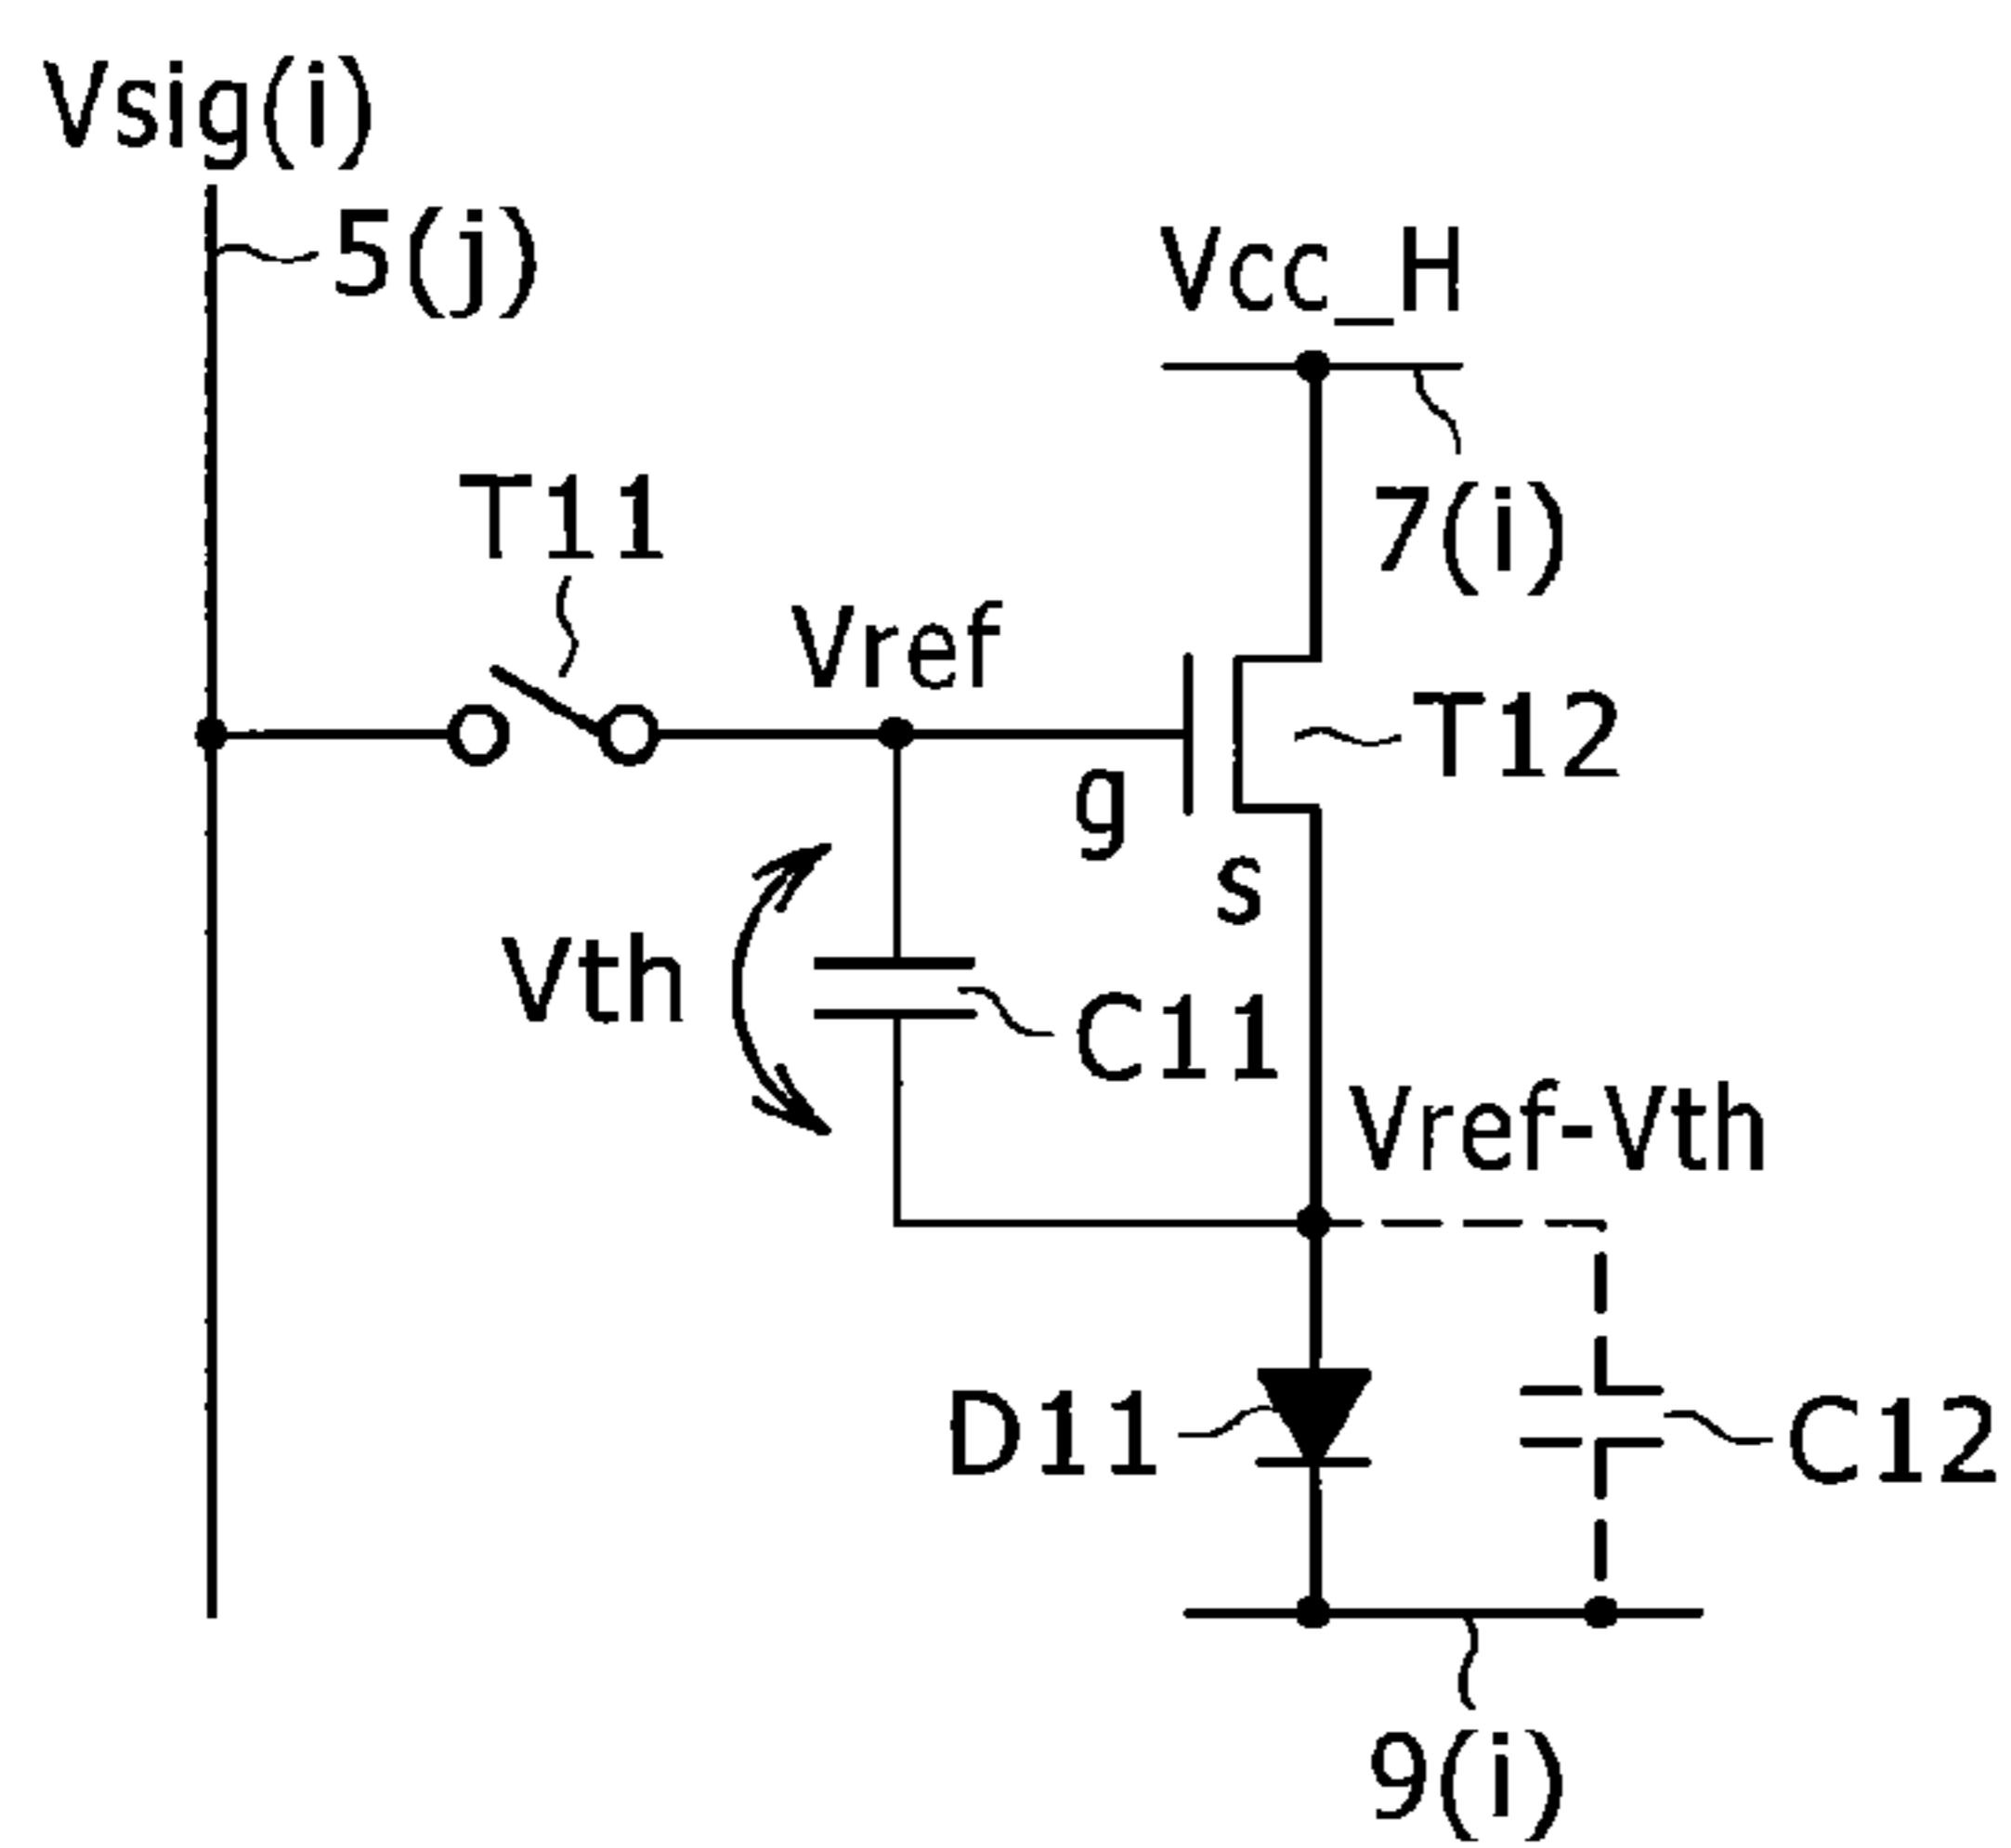 Vsig(i)
5(j)
Vcc_H
7(i)
T11
Vref
T12
g
s
Vth
C11
Vref-Vth
D11
C12
9(i)